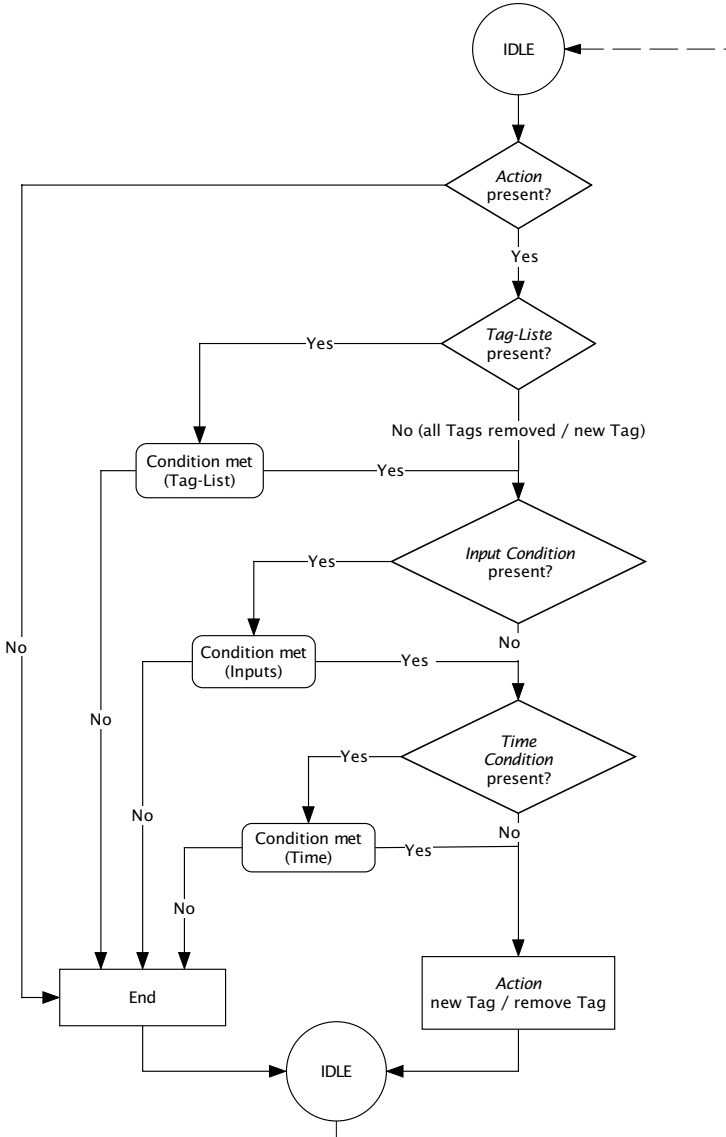 IDLE
Action
present?
Yes
Tag-Liste
present?
Yes
No (all Tags removed / new Tag)
Condition met
(Tag-List)
Yes
Input Condition
present?
Yes
No
No
Condition met
(Inputs)
Yes
No
Time
Condition
present?
Yes
No
No
Condition met
(Time)
Yes
No
End
Action
new Tag / remove Tag
IDLE